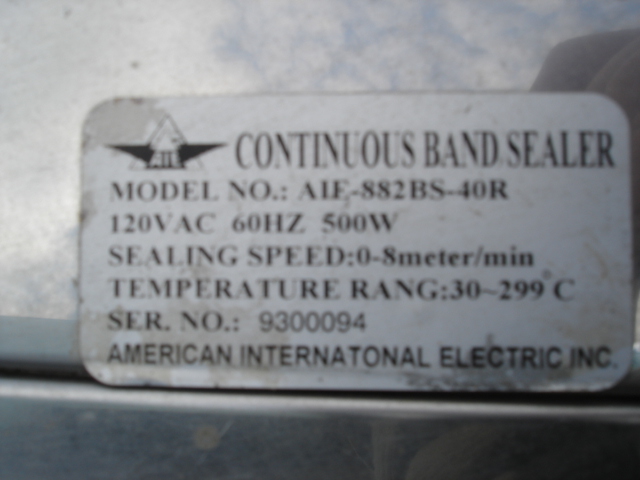 AIE CONTINUOUS BAND SEALER
MODEL NO.: AIE-882BS-40R
120VAC 60HZ 500W
SEALING SPEED:0-8meter/min
TEMPERATURE RANG:30~299°C
SER. NO.: 9300094
AMERICAN INTERNATONAL ELECTRIC INC.